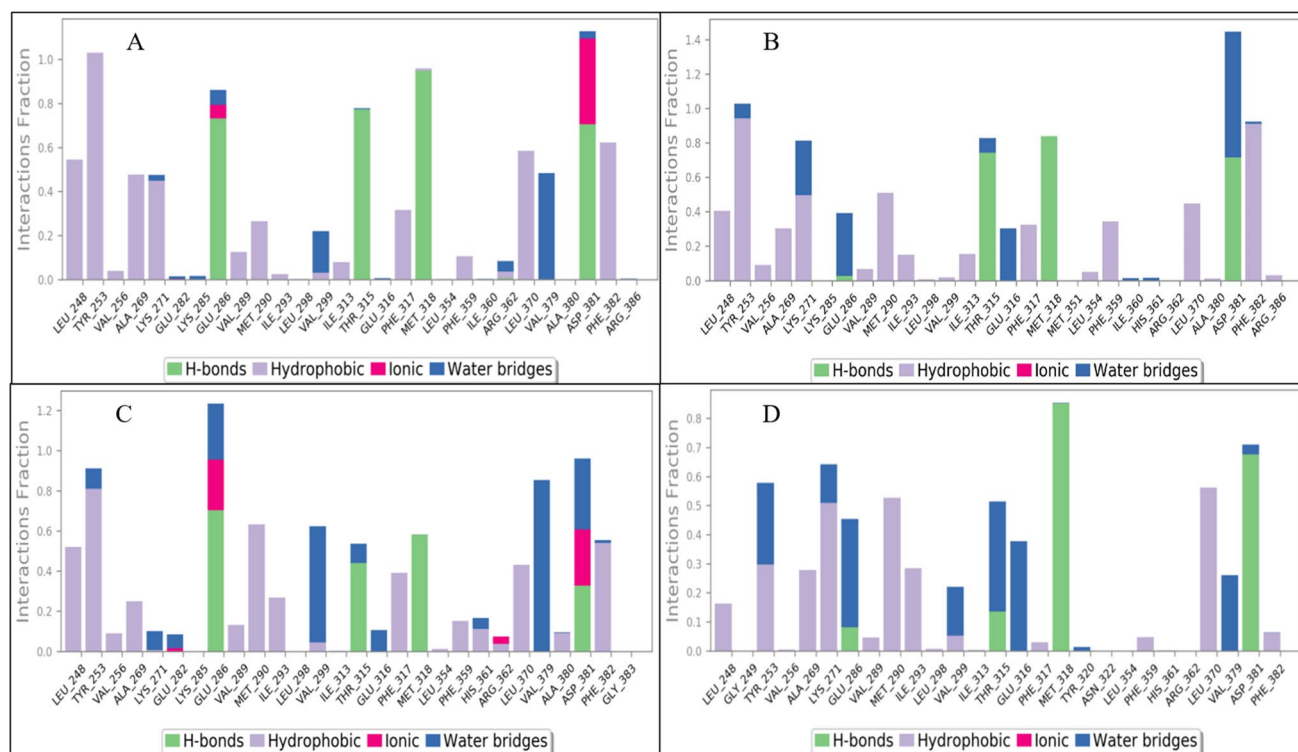 A
Interactions Fraction
1.0
0.8
0.6
0.4
0.2
0.0
LEU_248
TYR_253
VAL_256
ALA_269
LYS_271
GLU_282
LYS_285
GLU_286
VAL_289
MET_290
ILE_293
LEU_298
VAL_299
ILE_313
THR_315
GLU_316
PHE_317
MET_318
LEU_354
PHE_359
ILE_360
ARG_362
LEU_370
VAL_379
ALA_380
ASP_381
PHE_382
ARG_386
H-bonds Hydrophobic Ionic Water bridges
B
Interactions Fraction
1.4
1.2
1.0
0.8
0.6
0.4
0.2
0.0
LEU_248
TYR_253
VAL_256
ALA_269
LYS_271
LYS_285
GLU_286
VAL_289
MET_290
ILE_293
LEU_298
VAL_299
ILE_313
THR_315
GLU_316
PHE_317
MET_318
MET_351
LEU_354
PHE_359
ILE_360
HIS_361
ARG_362
LEU_370
ALA_380
ASP_381
PHE_382
ARG_386
H-bonds Hydrophobic Ionic Water bridges
C
Interactions Fraction
1.2
1.0
0.8
0.6
0.4
0.2
0.0
LEU_248
TYR_253
VAL_256
ALA_269
LYS_271
GLU_282
LYS_285
GLU_286
VAL_289
MET_290
ILE_293
LEU_298
VAL_299
ILE_313
THR_315
GLU_316
PHE_317
MET_318
LEU_354
PHE_359
HIS_361
ARG_362
LEU_370
VAL_379
ALA_380
ASP_381
PHE_382
GLY_383
H-bonds Hydrophobic Ionic Water bridges
D
Interactions Fraction
0.8
0.7
0.6
0.5
0.4
0.3
0.2
0.1
0.0
LEU_248
GLY_249
TYR_253
VAL_256
ALA_269
LYS_271
GLU_286
VAL_289
MET_290
ILE_293
LEU_298
VAL_299
ILE_313
THR_315
GLU_316
PHE_317
MET_318
TYR_320
ASN_322
LEU_354
PHE_359
HIS_361
ARG_362
LEU_370
VAL_379
ASP_381
PHE_382
H-bonds Hydrophobic Ionic Water bridges